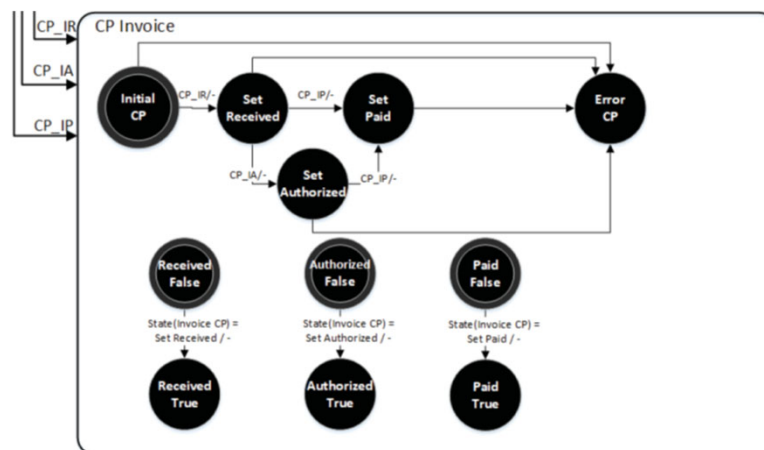 CP_IR
CP Invoice
CP_IA
CP_IP
Initial
CP
CP_IR/-
Set
Received
CP_IP/-
Set
Paid
Error
CP
CP_IA/-
Set
Authorized
CP_IP/-
Received
False
Authorized
False
Paid
False
State(Invoice CP) =
Set Received / -
State(Invoice CP) =
Set Authorized / -
State(Invoice CP) =
Set Paid / -
Received
True
Authorized
True
Paid
True